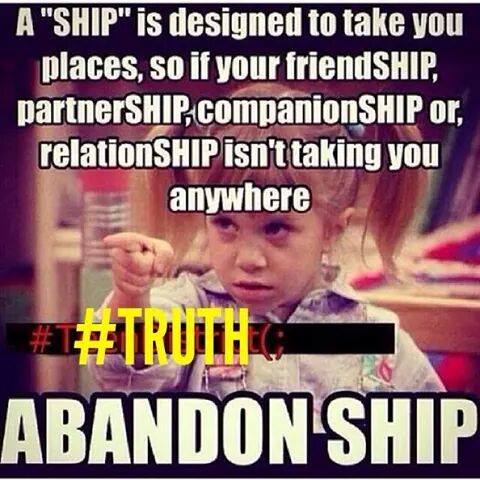 A "SHIP" is designed to take you
places, so if your friendSHIP,
partnerSHIP,companionSHIP or,
relationSHIP isn't taking you
anywhere
#TRUTH
ABANDON SHIP